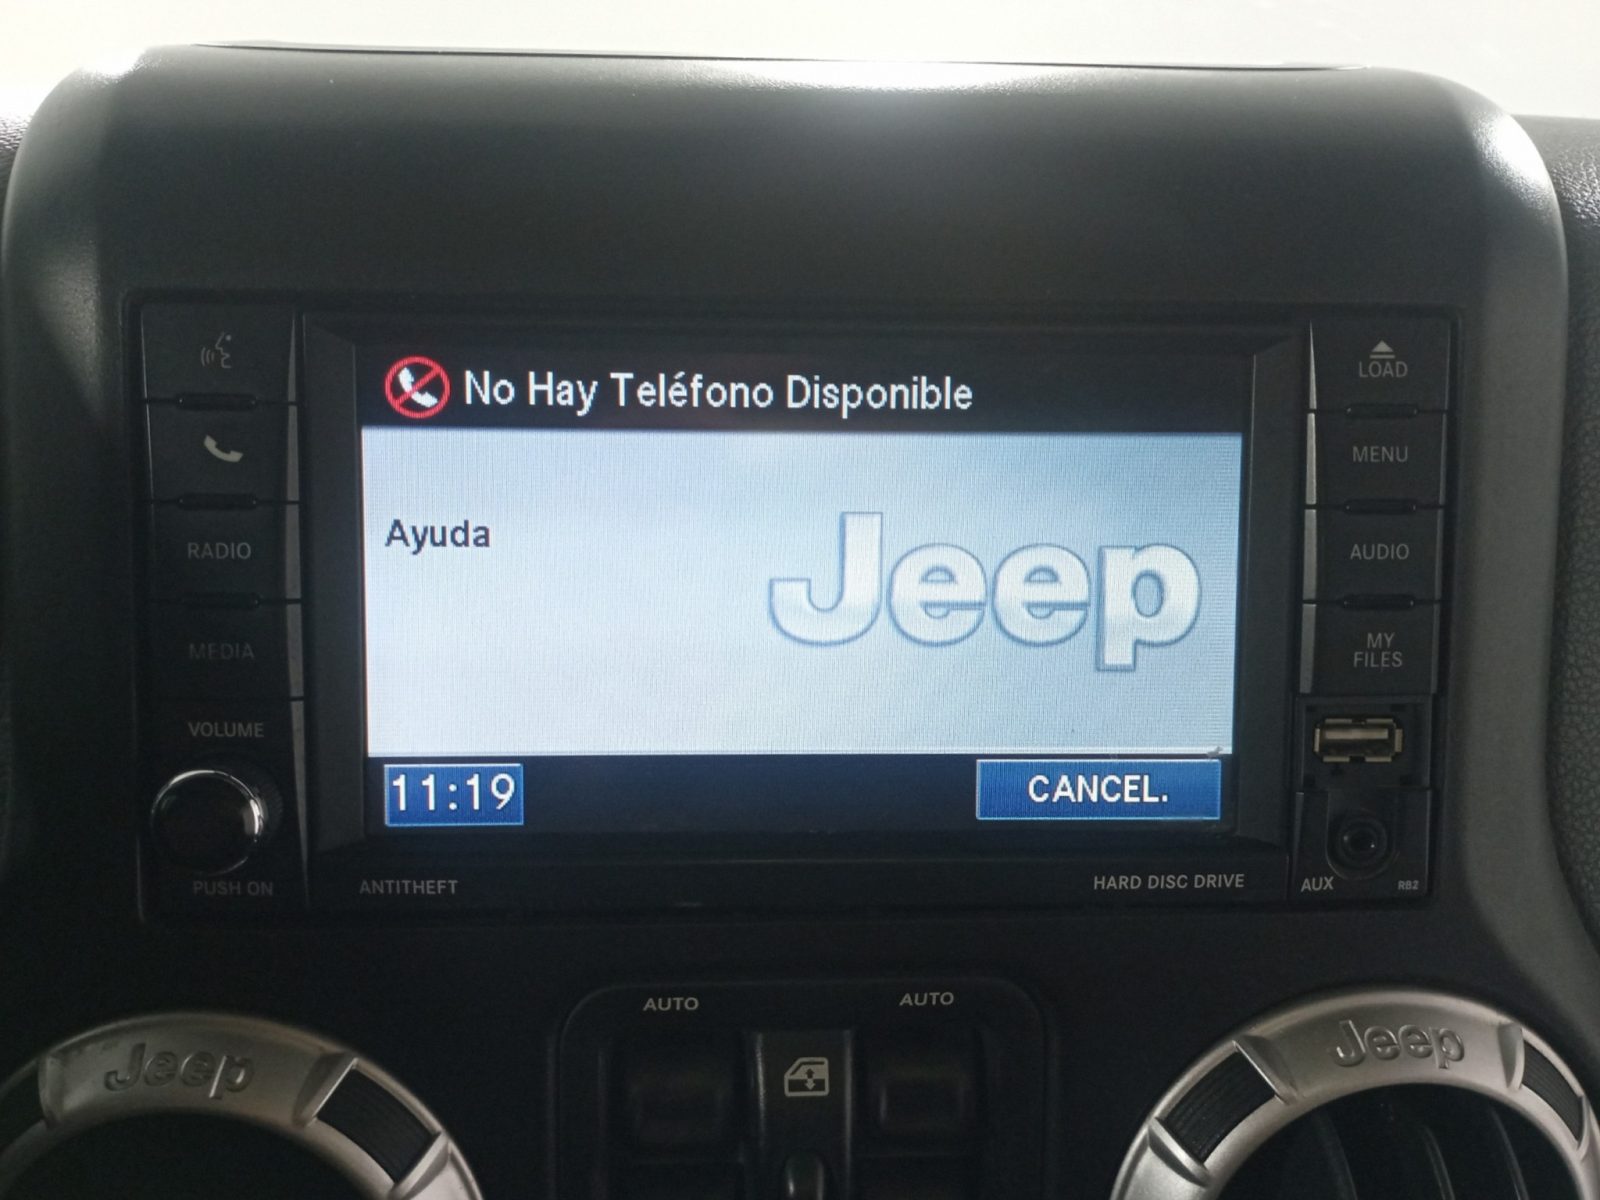 No Hay Teléfono Disponible
LOAD
MENU
RADIO
Ayuda
Jeep
AUDIO
MEDIA
MY
FILES
VOLUME
11:19
CANCEL.
PUSH ON
ANTITHEFT
HARD DISC DRIVE
AUX
RB2
AUTO
AUTO
Jeep
Jeep